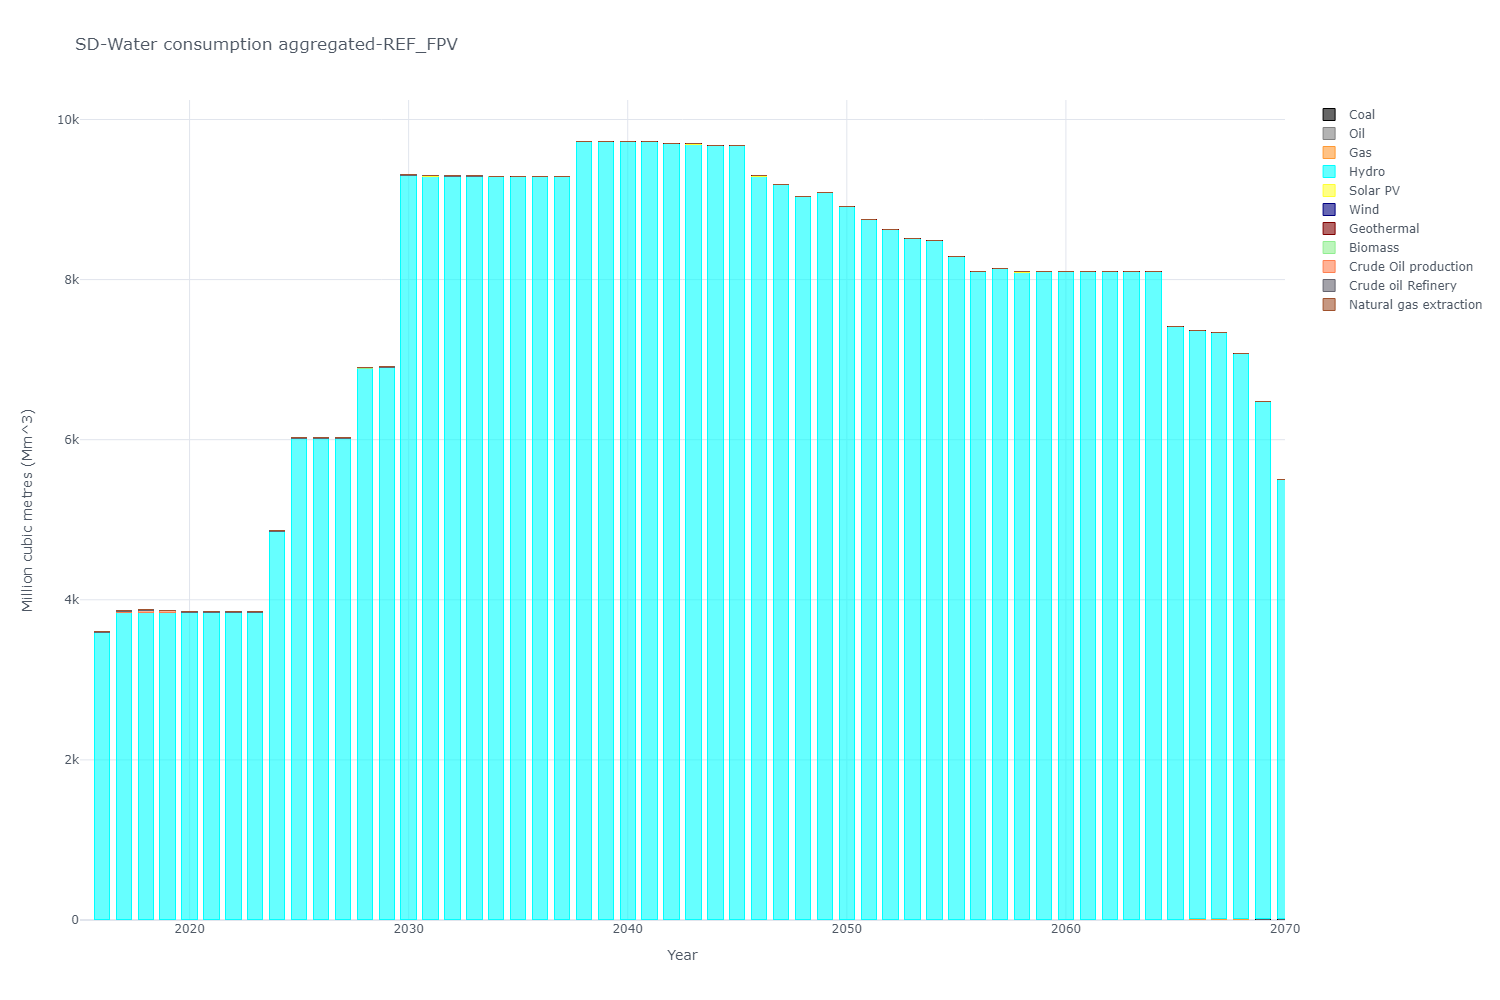 SD-Water consumption aggregated-REF_FPV
10k
8k
6k
4k
2k
0
Million cubic metres (Mm^3)
2020
2030
2040
2050
2060
2070
Year
Coal
Oil
Gas
Hydro
Solar PV
Wind
Geothermal
Biomass
Crude Oil production
Crude oil Refinery
Natural gas extraction